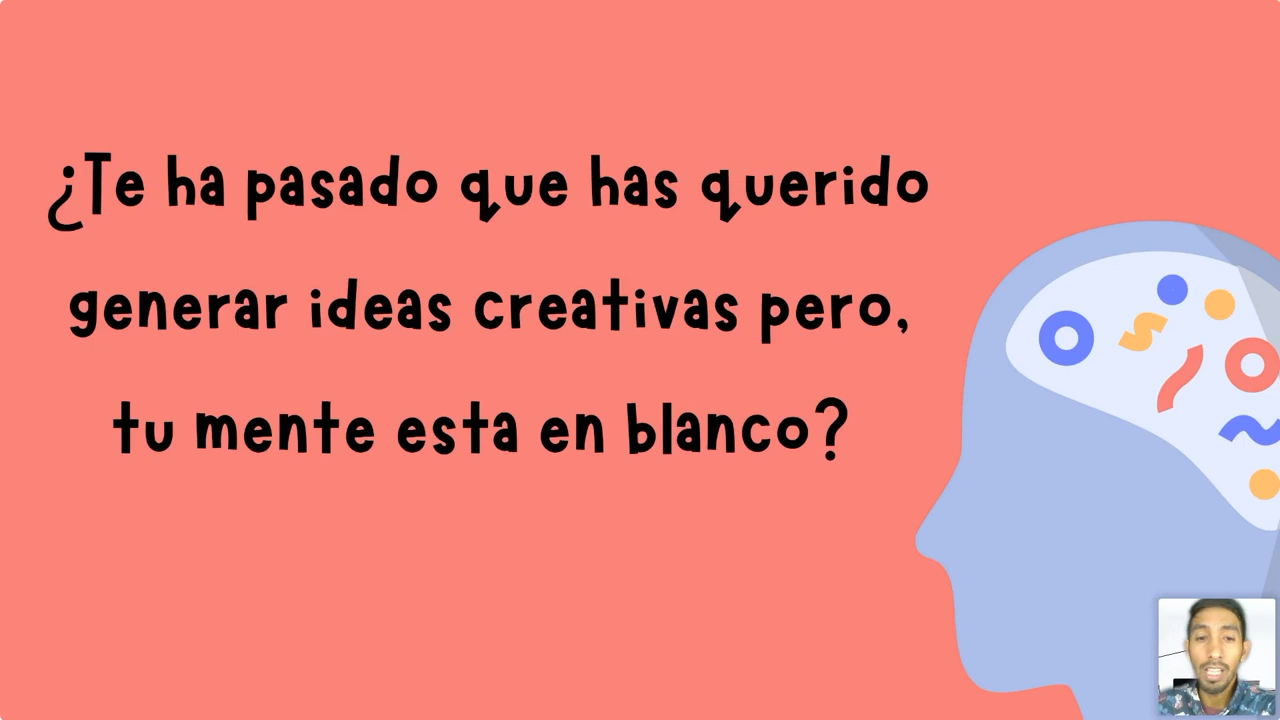 ¿Te ha pasado que has querido
generar ideas creativas pero,
tu mente esta en blanco?